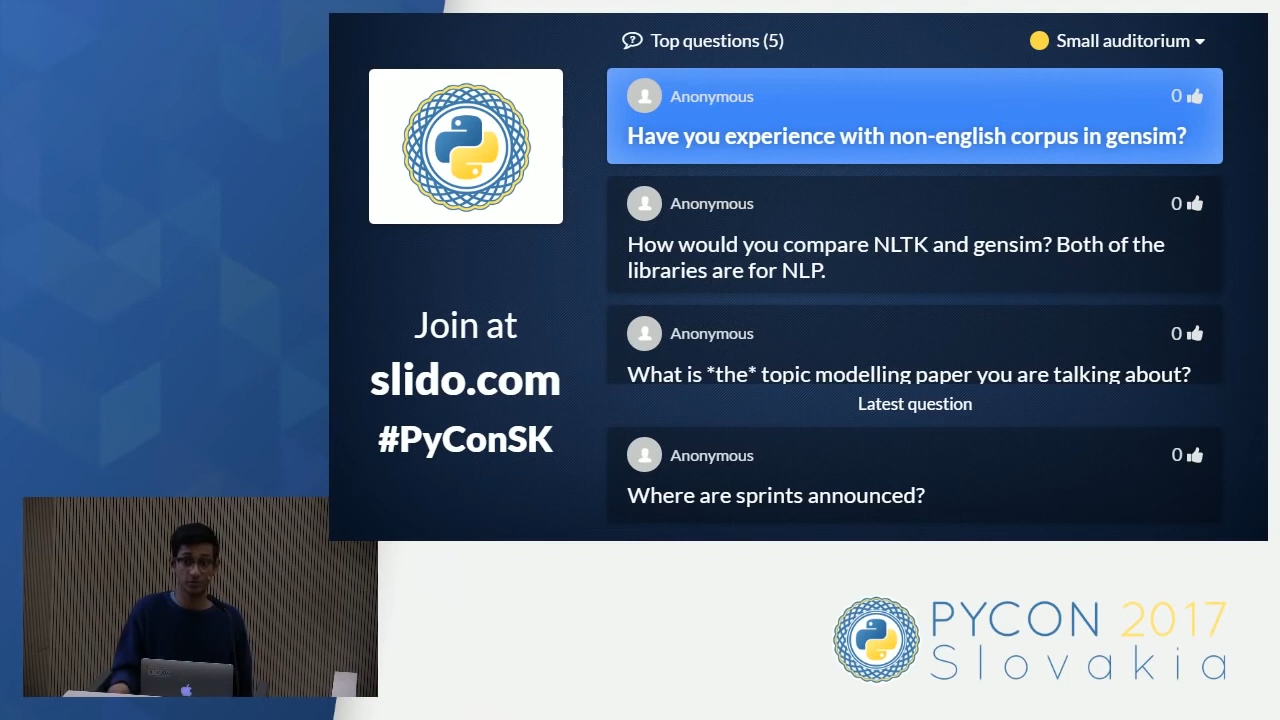 Top questions (5)
Small auditorium
Anonymous
0
Have you experience with non-english corpus in gensim?
Anonymous
0
How would you compare NLTK and gensim? Both of the
libraries are for NLP.
Anonymous
0
What is *the* topic modelling paper you are talking about?
Latest question
Anonymous
0
Where are sprints announced?
Join at
slido.com
#PyConSK
PYCON 2017
Slovakia